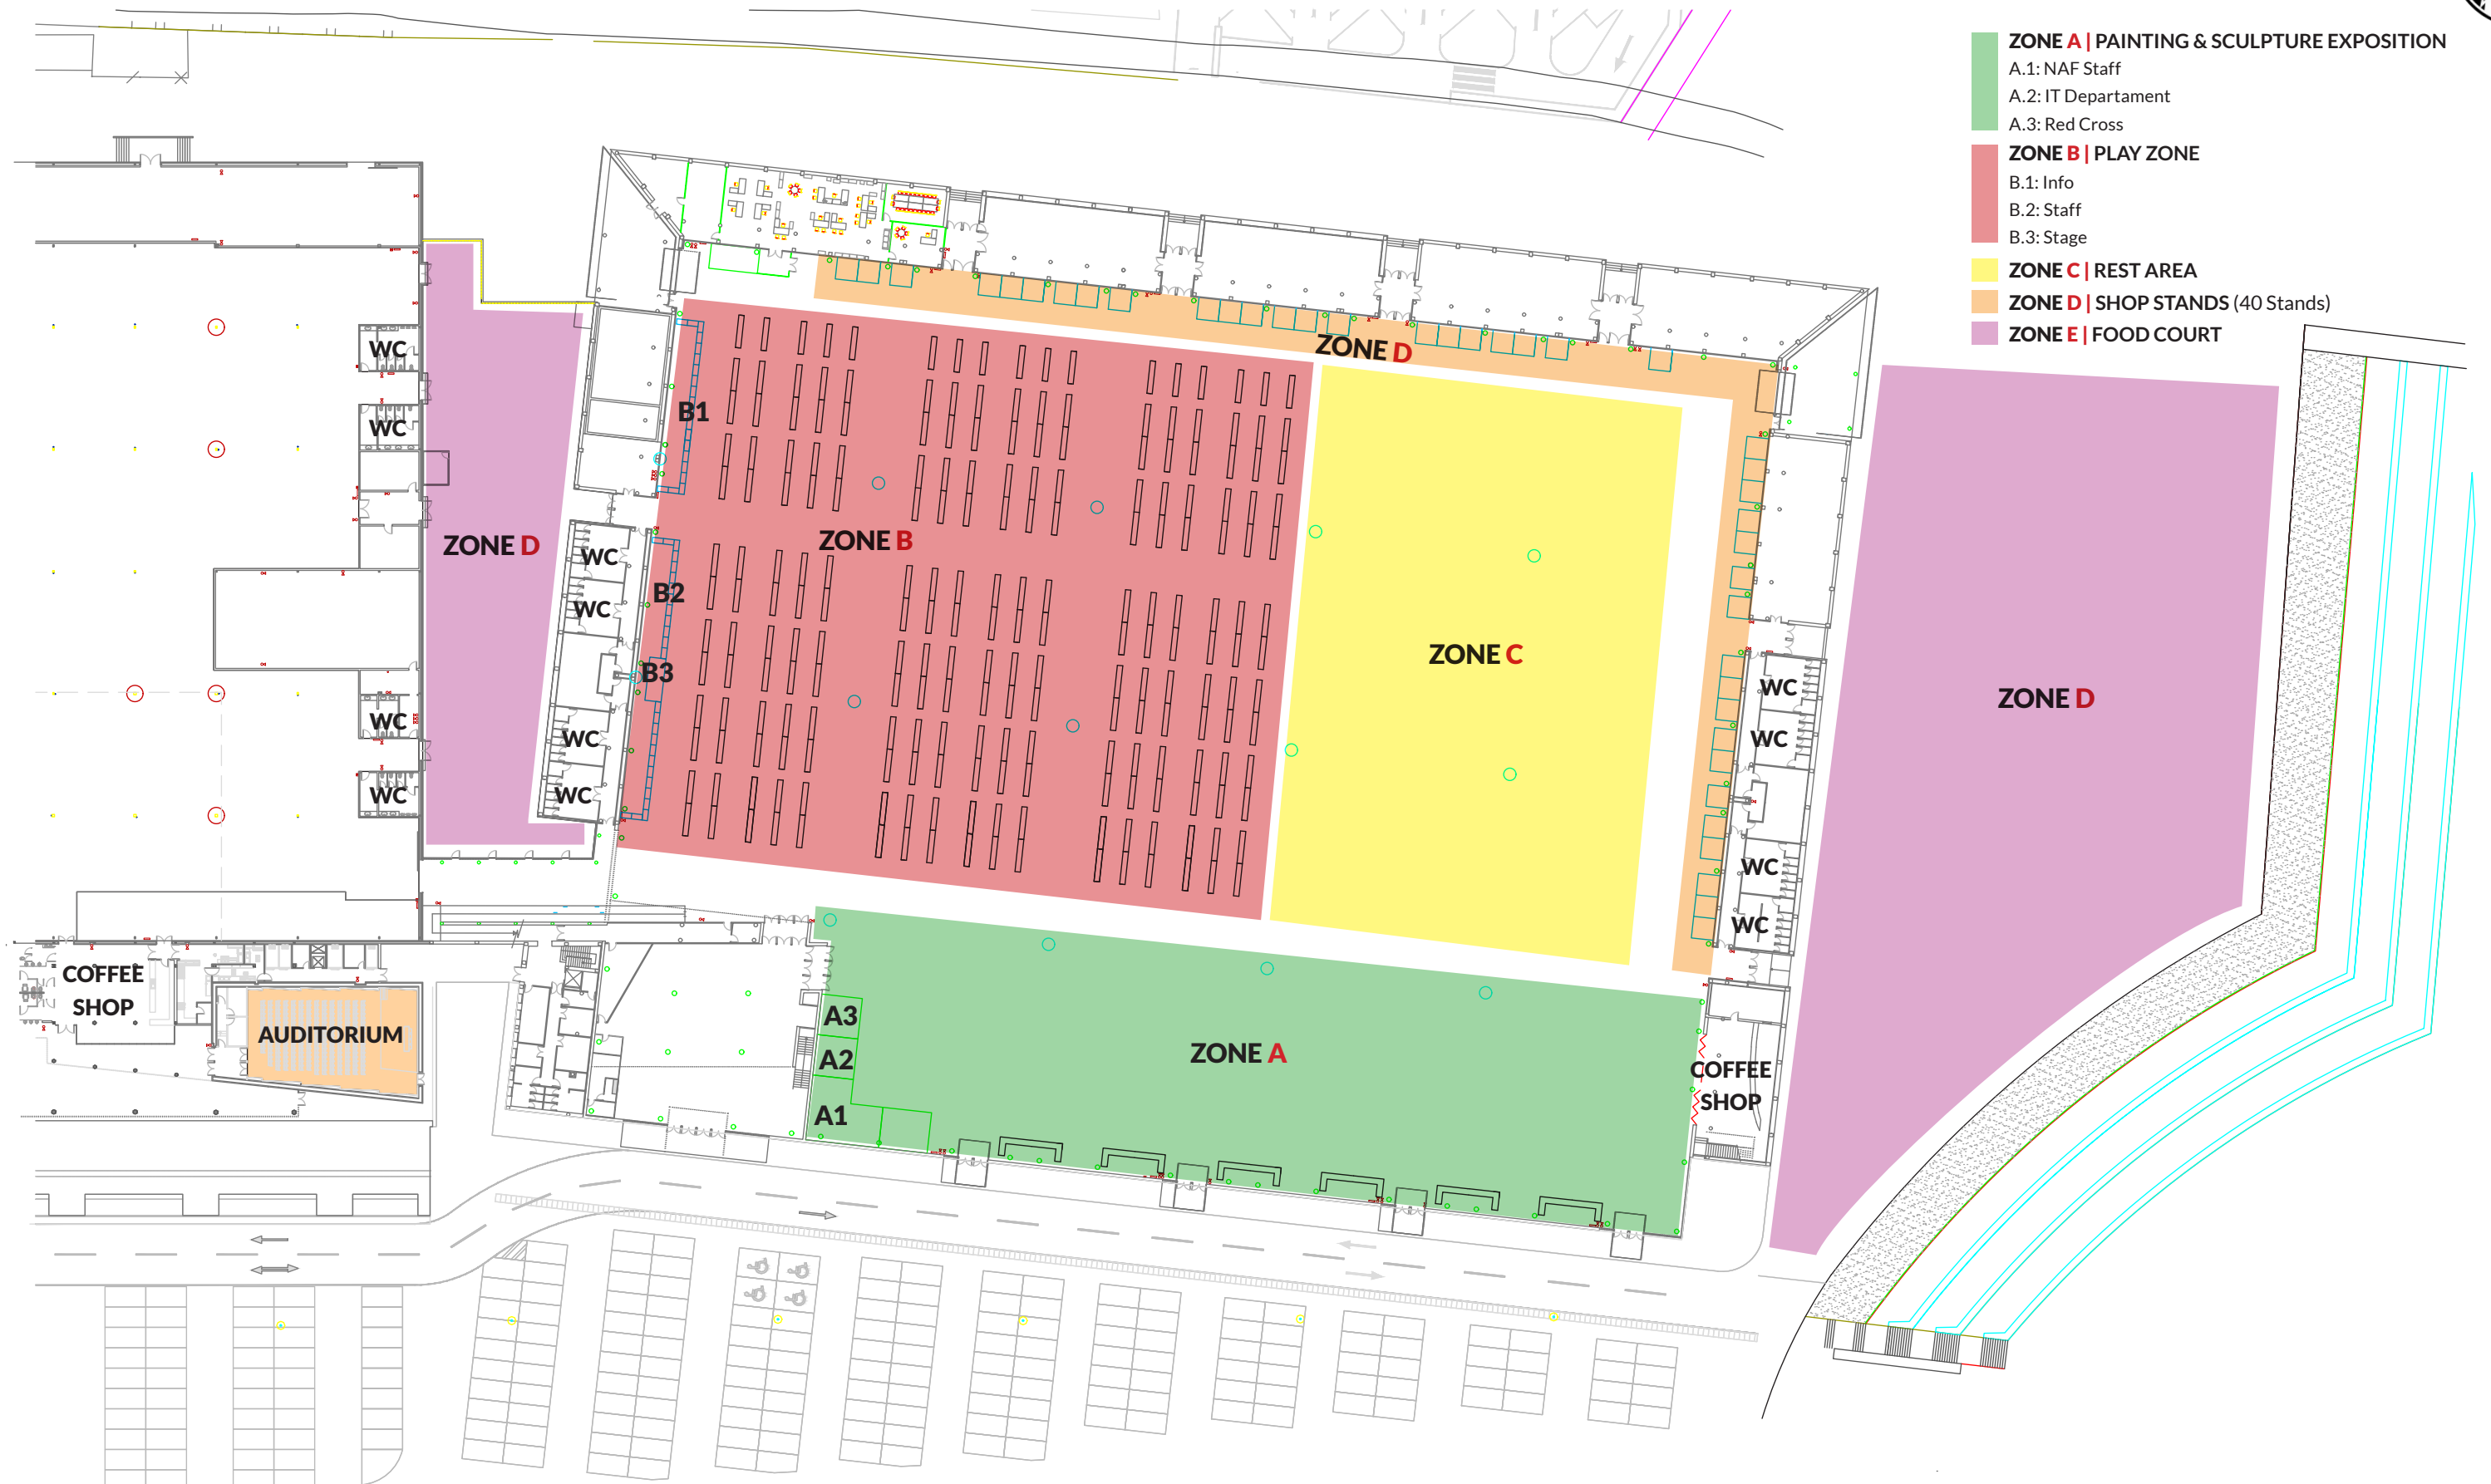 ZONE A | PAINTING & SCULPTURE EXPOSITION
A.1: NAF Staff
A.2: IT Departament
A.3: Red Cross
ZONE B | PLAY ZONE
B.1: Info
B.2: Staff
B.3: Stage
ZONE C | REST AREA
ZONE D | SHOP STANDS (40 Stands)
ZONE E | FOOD COURT
ZONE D
WC
WC
B1
ZONE D
ZONE B
WC
B2
WC
B3
ZONE C
WC
ZONE D
WC
WC
WC
WC
WC
WC
WC
COFFEE
SHOP
AUDITORIUM
A3
A2
A1
ZONE A
COFFEE
SHOP